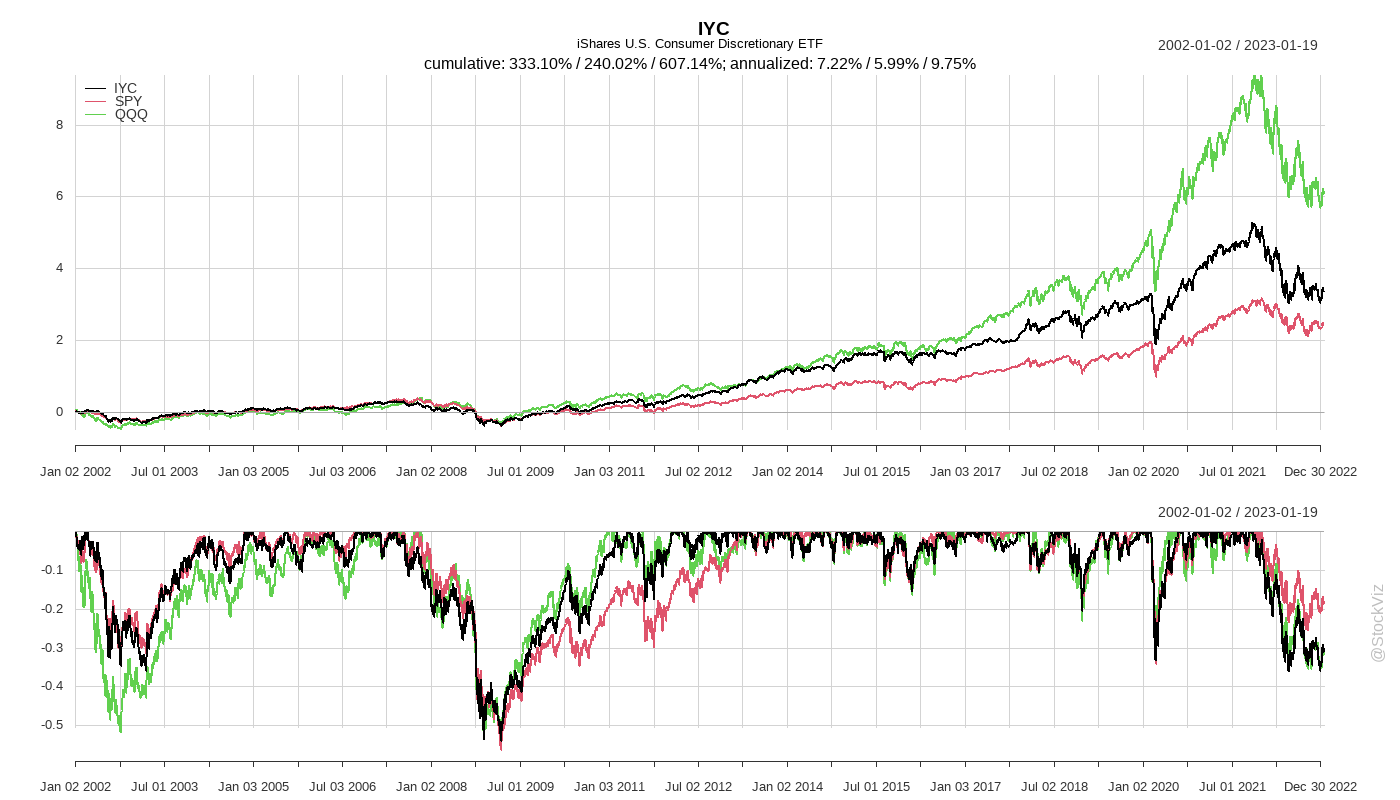 IYC
iShares U.S. Consumer Discretionary ETF
2002-01-02 / 2023-01-19
cumulative: 333.10% / 240.02% / 607.14%; annualized: 7.22% / 5.99% / 9.75%
IYC
SPY
QQQ
8
6
4
2
0
Jan 02 2002 Jul 01 2003 Jan 03 2005 Jul 03 2006 Jan 02 2008 Jul 01 2009 Jan 03 2011 Jul 02 2012 Jan 02 2014 Jul 01 2015 Jan 03 2017 Jul 02 2018 Jan 02 2020 Jul 01 2021 Dec 30 2022
2002-01-02 / 2023-01-19
-0.1
-0.2
-0.3
-0.4
-0.5
Jan 02 2002 Jul 01 2003 Jan 03 2005 Jul 03 2006 Jan 02 2008 Jul 01 2009 Jan 03 2011 Jul 02 2012 Jan 02 2014 Jul 01 2015 Jan 03 2017 Jul 02 2018 Jan 02 2020 Jul 01 2021 Dec 30 2022
@StockViz